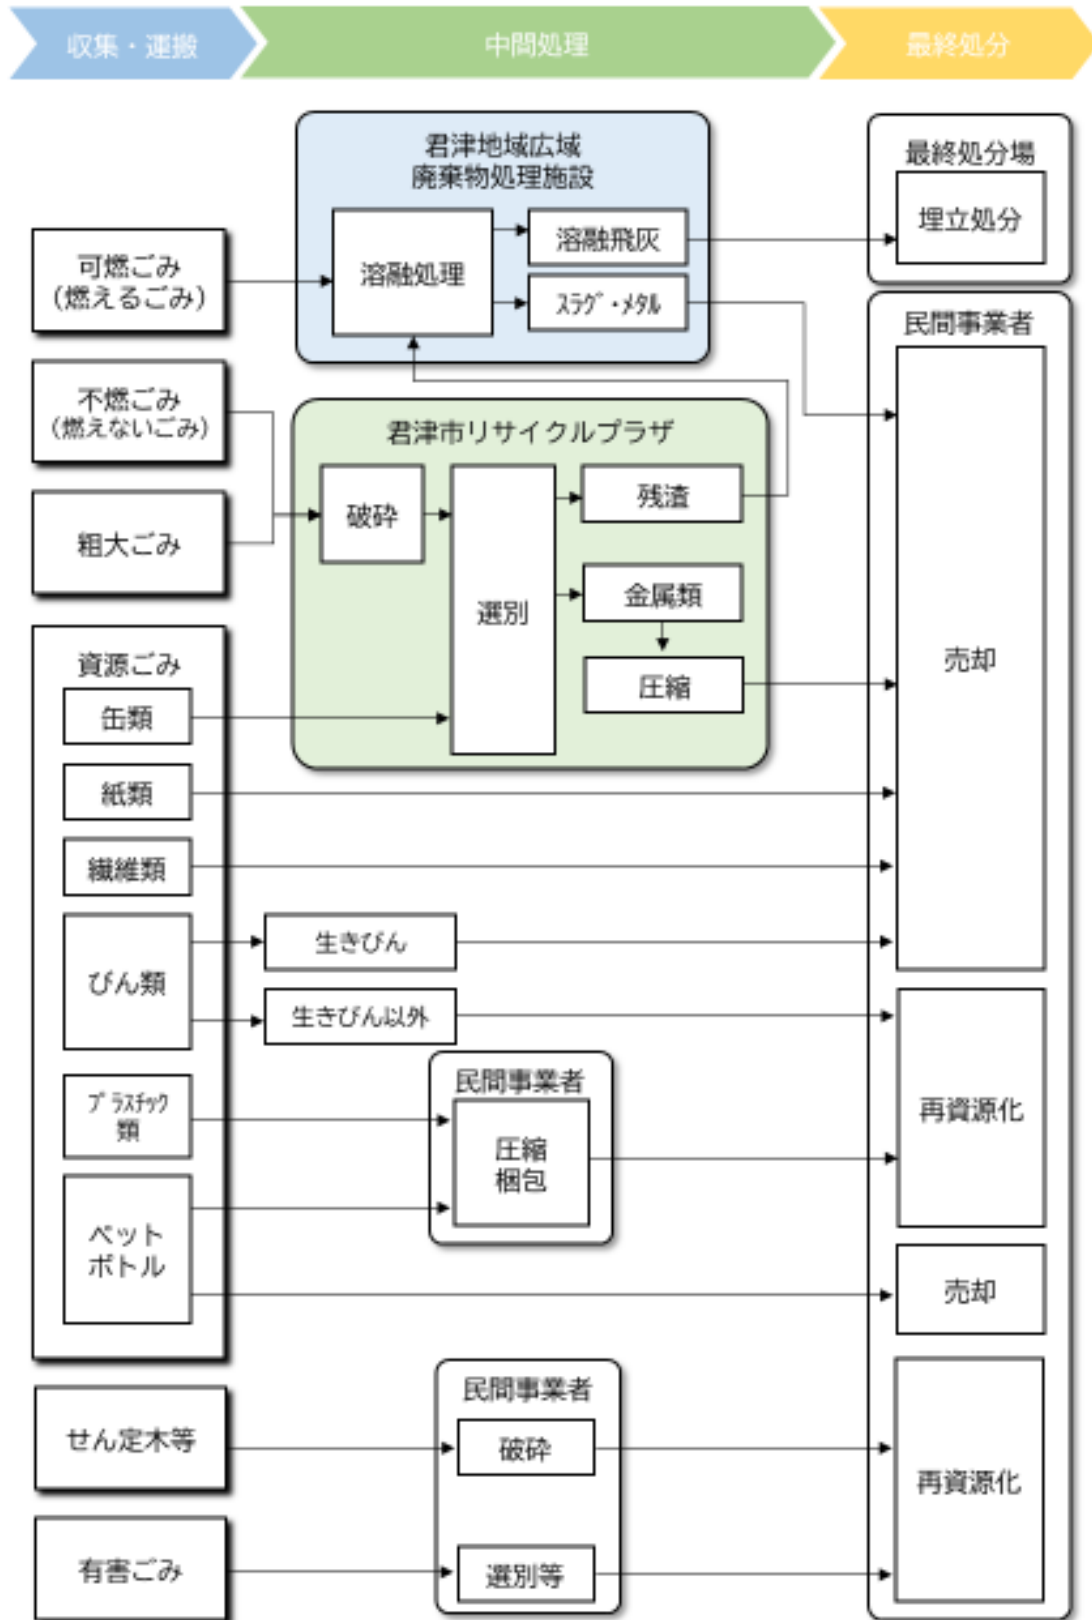 収集・運搬
中間処理
最終処分
君津地域広域
廃棄物処理施設
溶融処理
溶融飛灰
スラグ・メタル
最終処分場
埋立処分
可燃ごみ
（燃えるごみ）
不燃ごみ
（燃えないごみ）
粗大ごみ
君津市リサイクルプラザ
破砕
選別
残渣
金属類
圧縮
民間事業者
売却
資源ごみ
缶類
紙類
繊維類
びん類
生きびん
生きびん以外
プラスチック
類
ペット
ボトル
民間事業者
圧縮
梱包
再資源化
売却
せん定木等
有害ごみ
民間事業者
破砕
選別等
再資源化